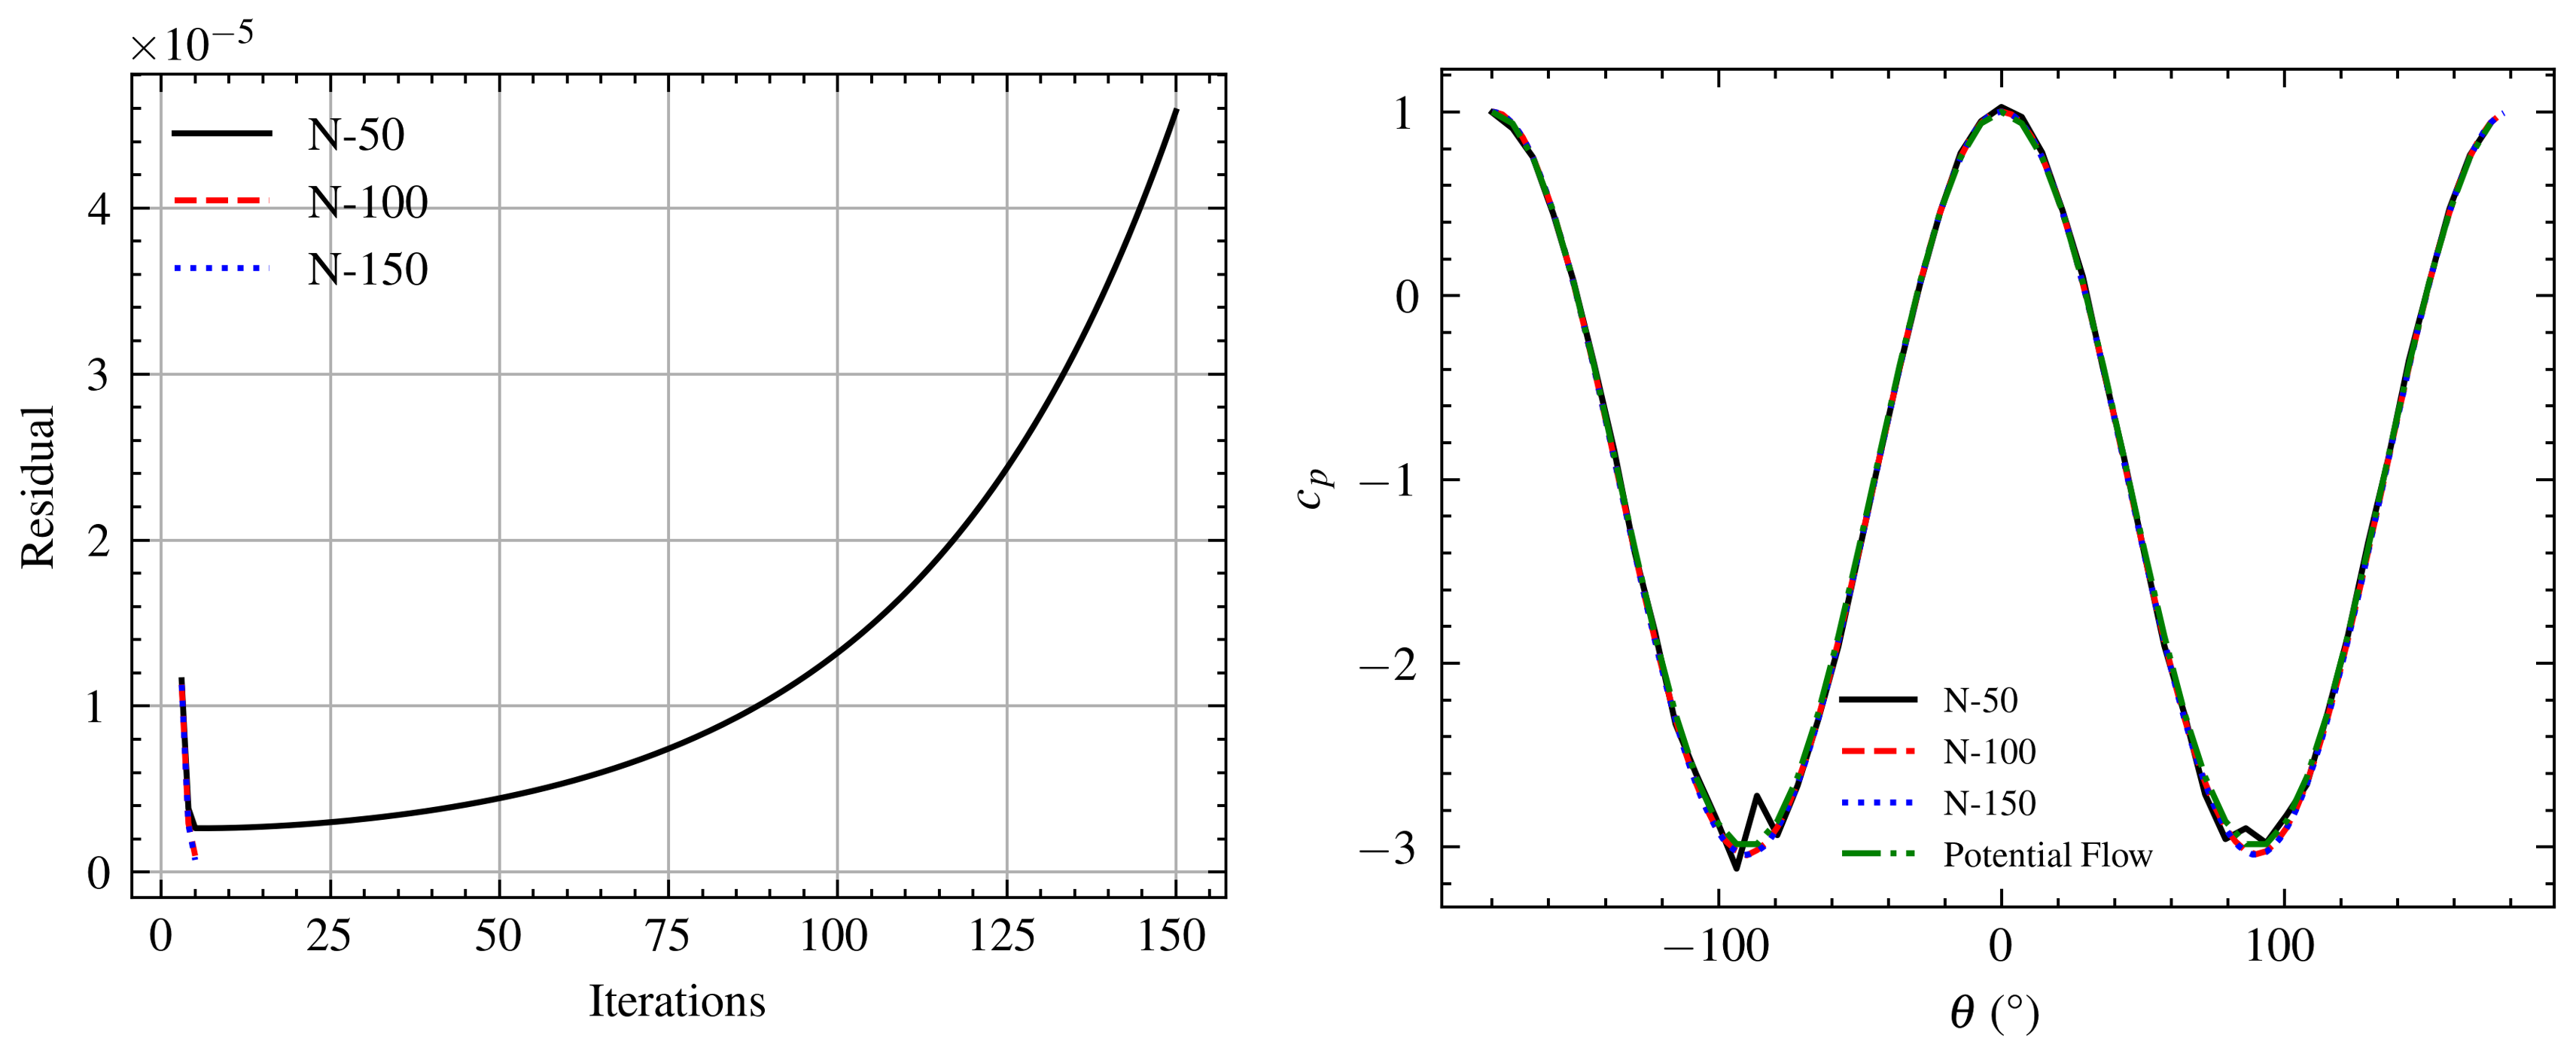 ×10⁻⁵
N-50
N-100
N-150
4
3
2
1
0
Residual
0 25 50 75 100 125 150
Iterations
1
0
−1
−2
−3
c_p
N-50
N-100
N-150
Potential Flow
−100 0 100
θ (°)